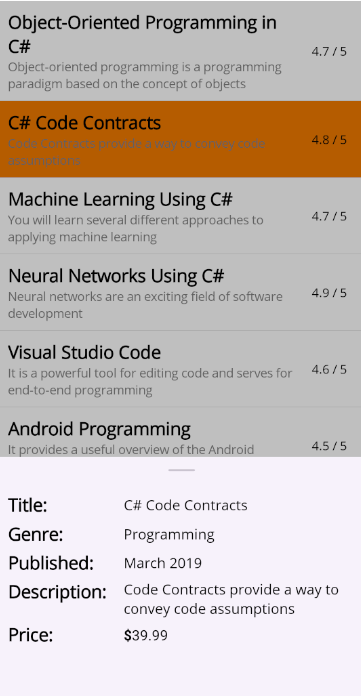 Object-Oriented Programming in
C#
4.7 / 5
Object-oriented programming is a programming
paradigm based on the concept of objects
C# Code Contracts
4.8 / 5
Code Contracts provide a way to convey code
assumptions
Machine Learning Using C#
4.7 / 5
You will learn several different approaches to
applying machine learning
Neural Networks Using C#
4.9 / 5
Neural networks are an exciting field of software
development
Visual Studio Code
4.6 / 5
It is a powerful tool for editing code and serves for
end-to-end programming
Android Programming
4.5 / 5
It provides a useful overview of the Android
Title: C# Code Contracts
Genre: Programming
Published: March 2019
Description: Code Contracts provide a way to
convey code assumptions
Price: $39.99